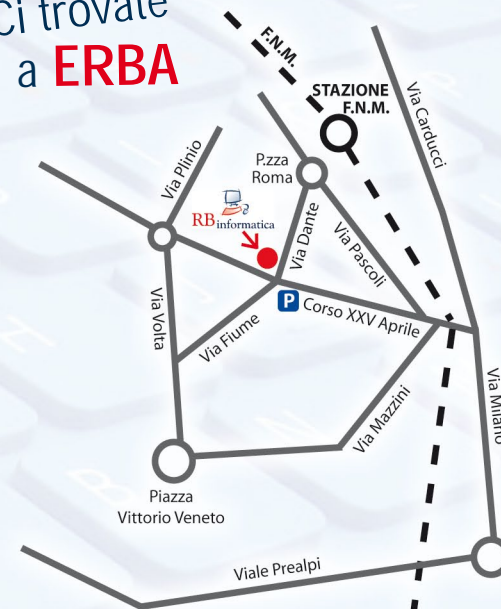 Ci trovate
a ERBA
F.N.M.
STAZIONE
F.N.M.
Via Carducci
Via Plinio
P.zza
Roma
RB informatica
Via Dante
Via Pascoli
P
Corso XXV Aprile
Via Volta
Via Fiume
Via Mazzini
Via Milano
Piazza
Vittorio Veneto
Viale Prealpi